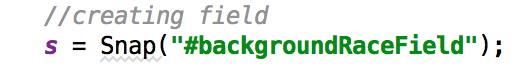 //creating field
s = Snap("#backgroundRaceField");